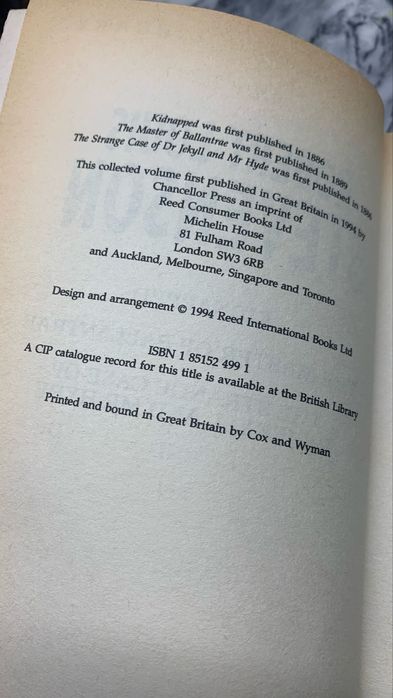 Kidnapped was first published in 1886
The Master of Ballantrae was first published in 1889
The Strange Case of Dr Jekyll and Mr Hyde was first published in 1886
This collected volume first published in Great Britain in 1994 by
Chancellor Press an imprint of
Reed Consumer Books Ltd
Michelin House
81 Fulham Road
London SW3 6RB
and Auckland, Melbourne, Singapore and Toronto
Design and arrangement © 1994 Reed International Books Ltd
ISBN 1 85152 499 1
A CIP catalogue record for this title is available at the British Library
Printed and bound in Great Britain by Cox and Wyman